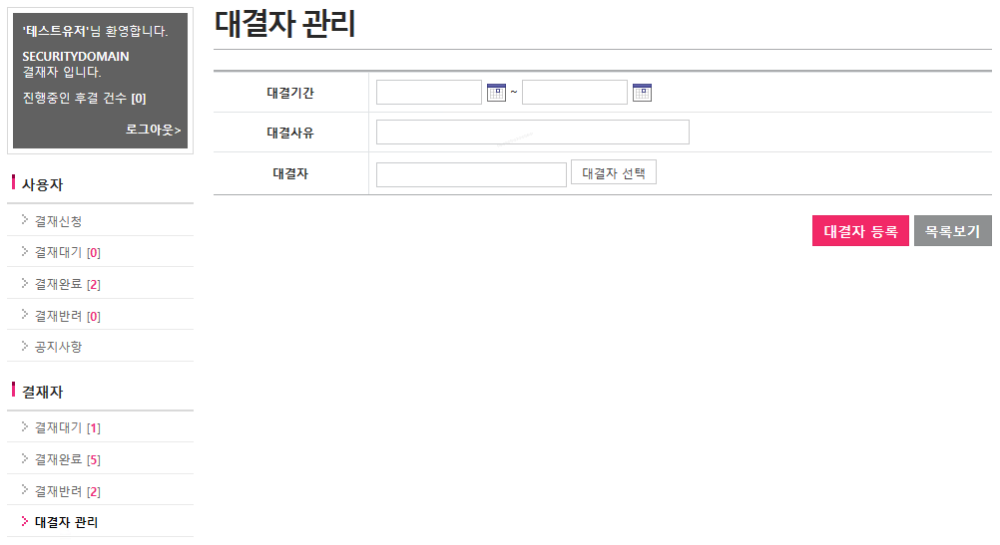 '테스트유저'님 환영합니다.
SECURITYDOMAIN
결재자 입니다.
진행중인 후결 건수 [0]
로그아웃>
사용자
결재신청
결재대기 [0]
결재완료 [2]
결재반려 [0]
공지사항
결재자
결재대기 [1]
결재완료 [5]
결재반려 [2]
대결자 관리
대결자 관리
대결기간 ~
대결사유
대결자 대결자 선택
대결자 등록 목록보기